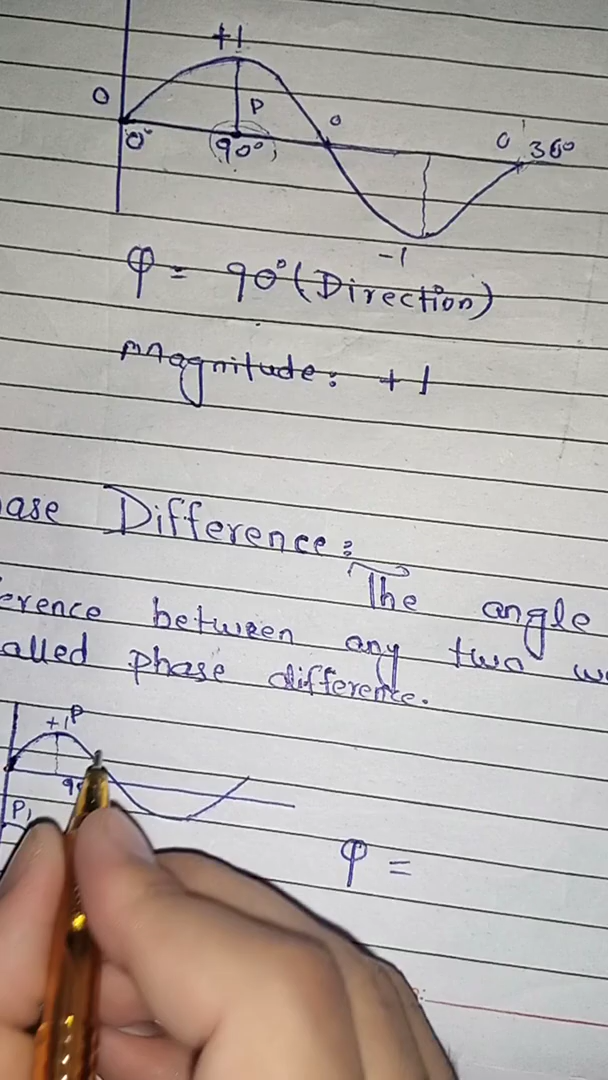 +1
0
P
0° 90° 0 0 360
-1
φ = 90° (Direction)
Magnitude: +1
ase Difference:
The angle
erence between any two w
alled phase difference.
+1 P
P1
φ =